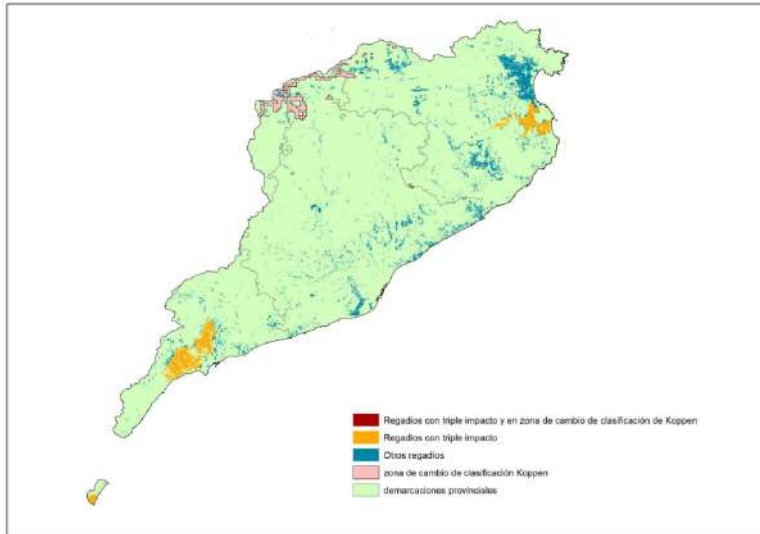 Regadíos con triple impacto y en zona de cambio de clasificación de Koppen
Regadíos con triple impacto
Otros regadíos
zona de cambio de clasificación Koppen
demarcaciones provinciales